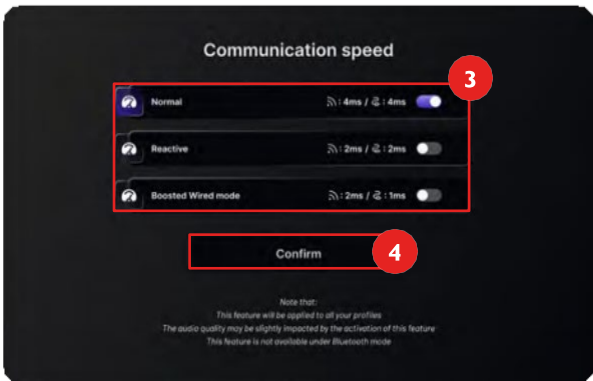 Communication speed
3
Normal : 4ms / : 4ms
Reactive : 2ms / : 2ms
Boosted Wired mode : 2ms / : 1ms
Confirm
4
Note that:
This feature will be applied to all your profiles
The audio quality may be slightly impacted by the activation of this feature
This feature is not available under Bluetooth mode